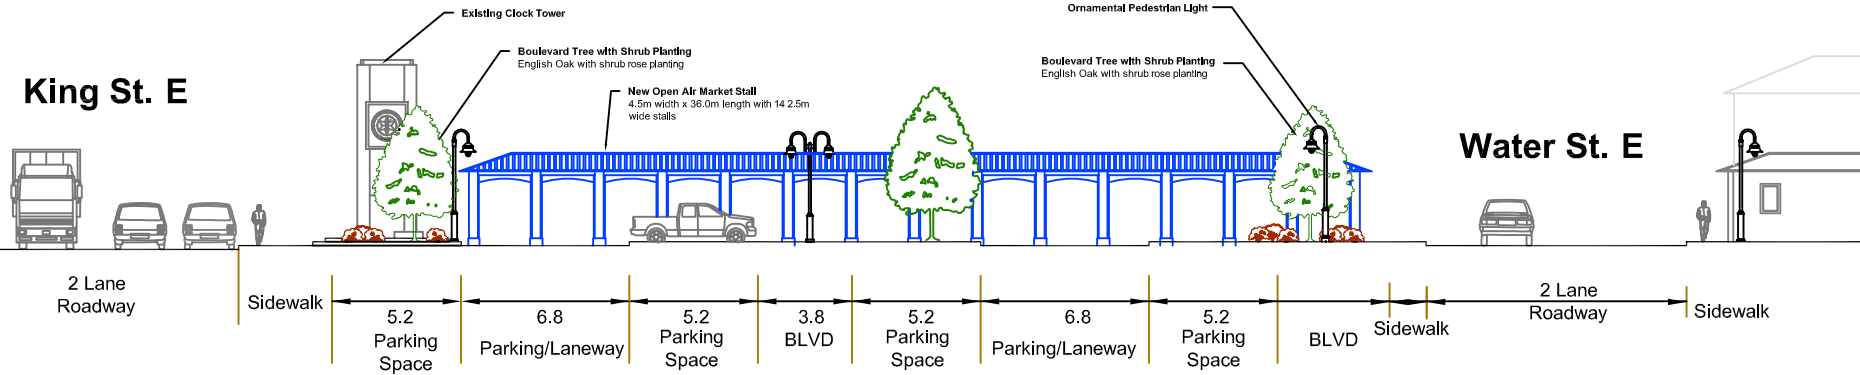 Existing Clock Tower
Ornamental Pedestrian Light
Boulevard Tree with Shrub Planting
English Oak with shrub rose planting
Boulevard Tree with Shrub Planting
English Oak with shrub rose planting
King St. E
New Open Air Market Stall
4.5m width x 36.0m length with 14 2.5m
wide stalls
Water St. E
2 Lane
Roadway
Sidewalk
5.2
Parking
Space
6.8
Parking/Laneway
5.2
Parking
Space
3.8
BLVD
5.2
Parking
Space
6.8
Parking/Laneway
5.2
Parking
Space
BLVD
Sidewalk
2 Lane
Roadway
Sidewalk